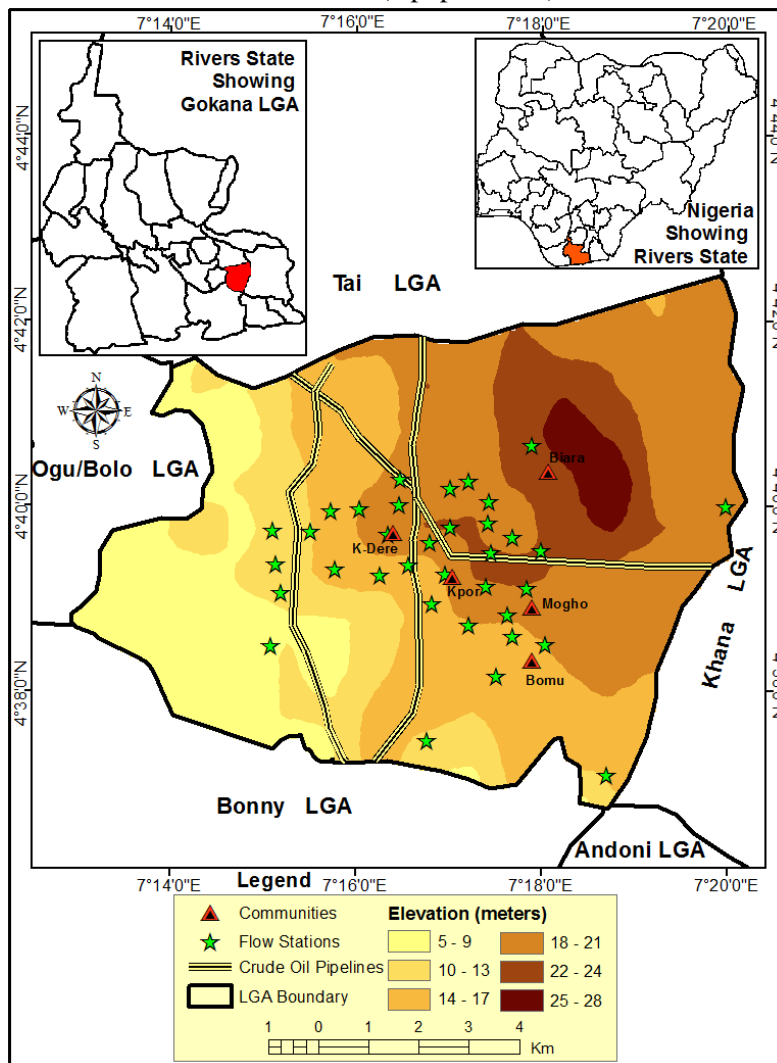 7°14'0"E 7°16'0"E 7°18'0"E 7°20'0"E
Rivers State
Showing
Gokana LGA
Nigeria
Showing
Rivers State
4°44'0"N
4°42'0"N
4°40'0"N
4°38'0"N
Tai LGA
N
W E
S
Ogu/Bolo LGA
Biara
K-Dere
Kpor
Mogho
Bomu
Khana LGA
Bonny LGA
Andoni LGA
7°14'0"E 7°16'0"E 7°18'0"E 7°20'0"E
Legend
Communities
Flow Stations
Crude Oil Pipelines
LGA Boundary
Elevation (meters)
5 - 9
10 - 13
14 - 17
18 - 21
22 - 24
25 - 28
1 0 1 2 3 4
Km